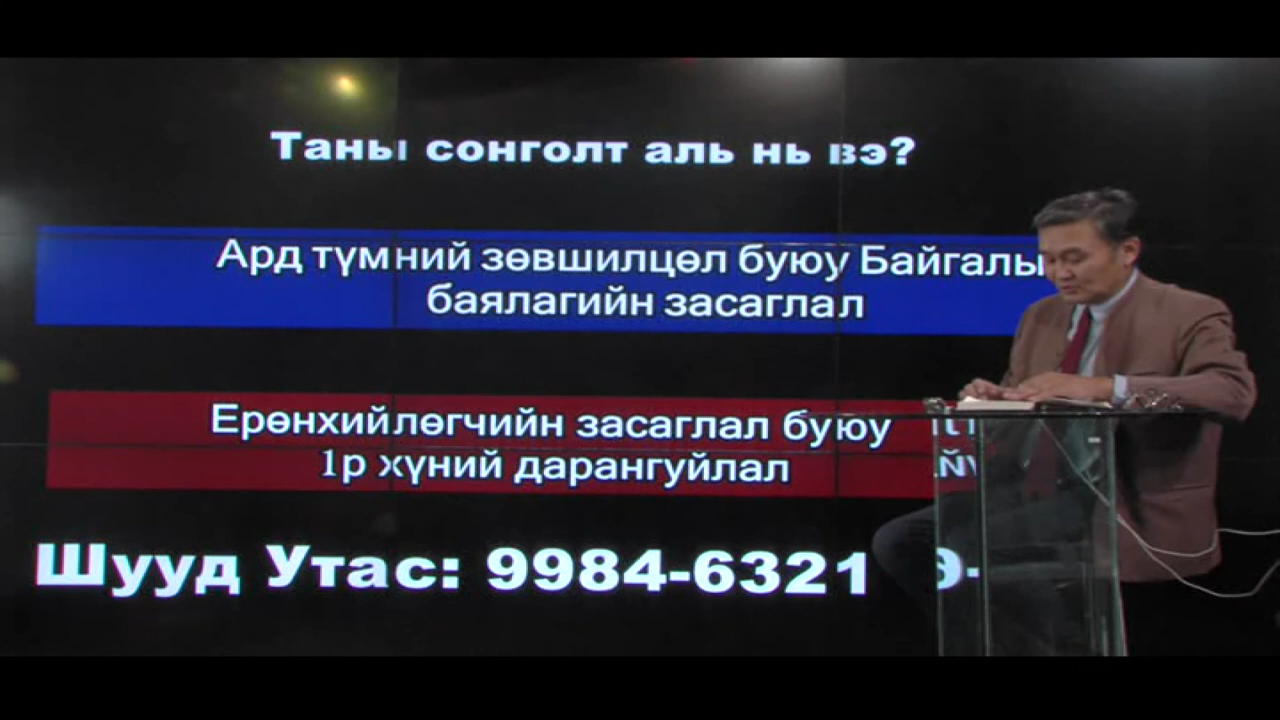 Таны сонголт аль нь вэ?
Ард түмний зөвшилцөл буюу Байгалы
баялагийн засаглал
Ерөнхийлөгчийн засаглал буюу
1р хүний дарангуйлал
Шууд Утас: 9984-6321